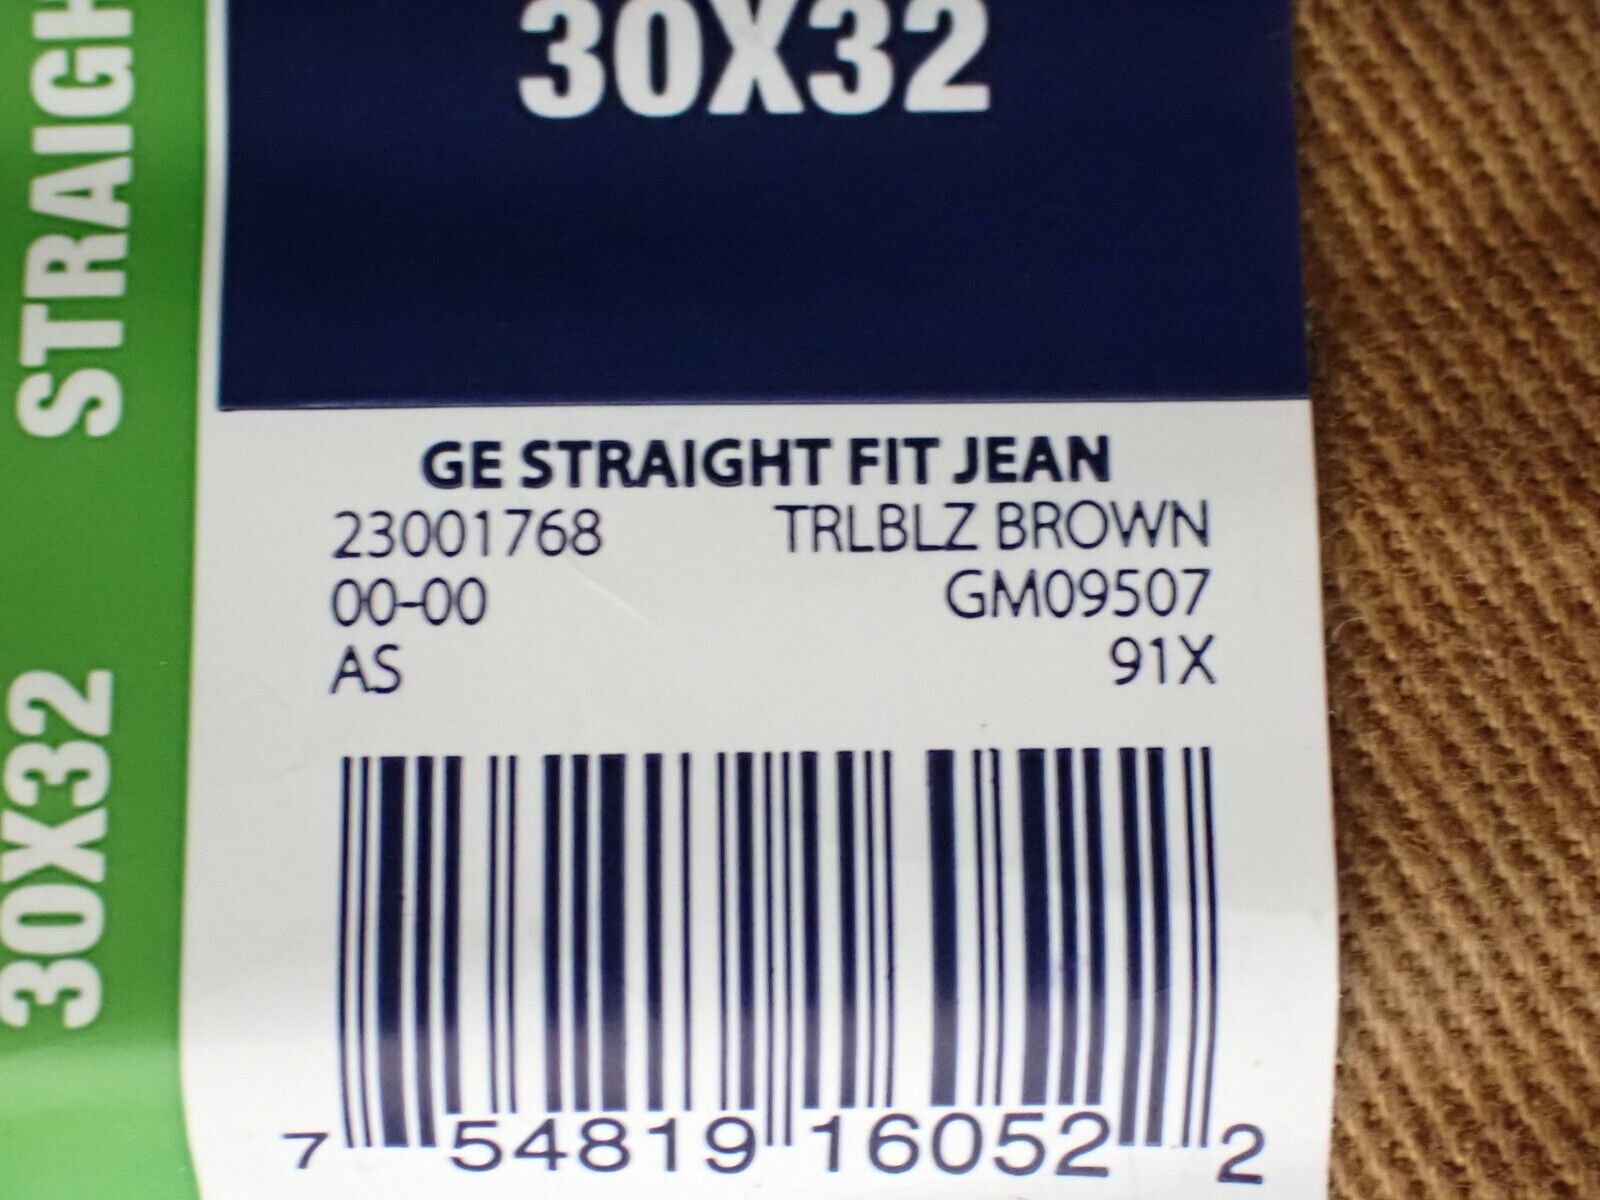 30X32
STRAIGH
30X32
GE STRAIGHT FIT JEAN
23001768 TRLBLZ BROWN
00-00 GM09507
AS 91X
7 54819 16052 2